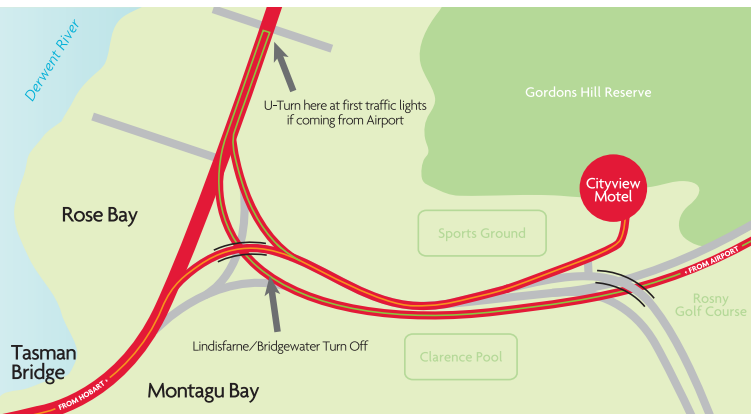 Derwent River
U-Turn here at first traffic lights
if coming from Airport
Gordons Hill Reserve
Cityview
Motel
Rose Bay
Sports Ground
• FROM AIRPORT
Rosny
Golf Course
Lindisfarne/Bridgewater Turn Off
Clarence Pool
Tasman
Bridge
FROM HOBART •
Montagu Bay